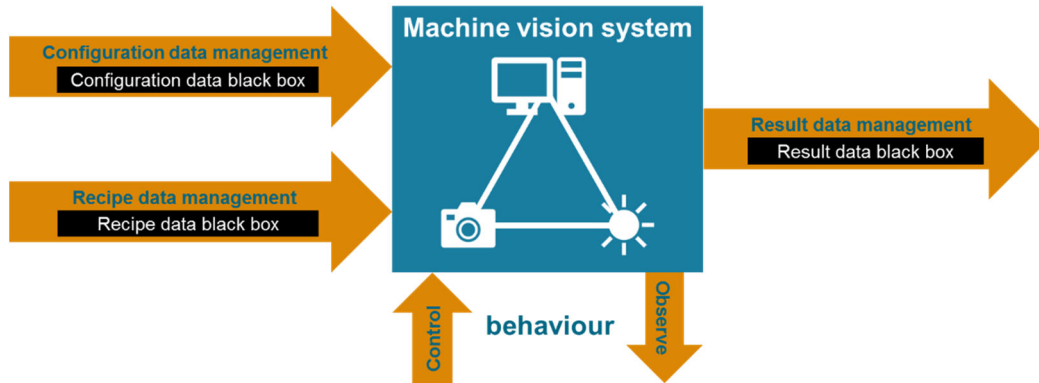 Machine vision system
Configuration data management
Configuration data black box
Recipe data management
Recipe data black box
Result data management
Result data black box
Control
behaviour
Observe